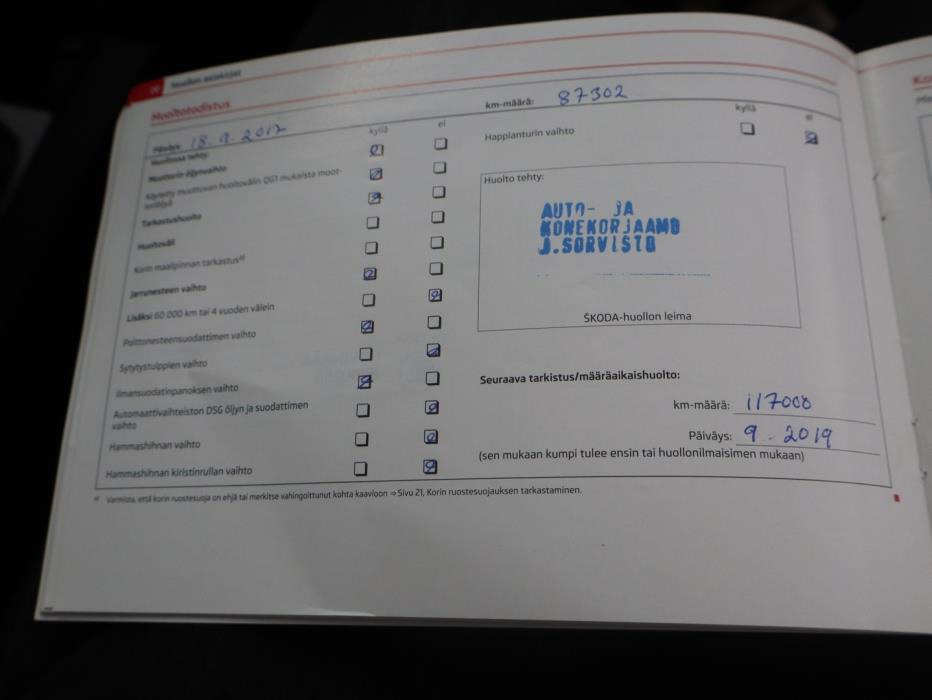 20 Huollon asiakirjat
Huoltotodistus
Päiväys: 18.9.2017 km-määrä: 87302
Huollossa tehty: kyllä ei
Moottorin öljynvaihto
Käytetty muuttuvan huoltovälin QG1 mukaista moot-
toriöljyä
Tarkastushuolto
Huoltoväli
Korin maalipinnan tarkastus a)
Jarrunesteen vaihto
Lisäksi 60 000 km tai 4 vuoden välein
Polttonesteensuodattimen vaihto
Sytytystulppien vaihto
Ilmansuodatinpanoksen vaihto
Automaattivaihteiston DSG öljyn ja suodattimen
vaihto
Hammashihnan vaihto
Hammashihnan kiristinrullan vaihto
kyllä ei
Happianturin vaihto
Huolto tehty:
AUTO- JA
KONEKORJAAMO
J.SORVISTO
ŠKODA-huollon leima
Seuraava tarkistus/määräaikaishuolto:
km-määrä: 117000
Päiväys: 9 . 2019
(sen mukaan kumpi tulee ensin tai huollonilmaisimen mukaan)
a) Varmista, että korin ruostesuoja on ehjä tai merkitse vahingoittunut kohta kaavioon ⇒ Sivu 21, Korin ruostesuojauksen tarkastaminen.